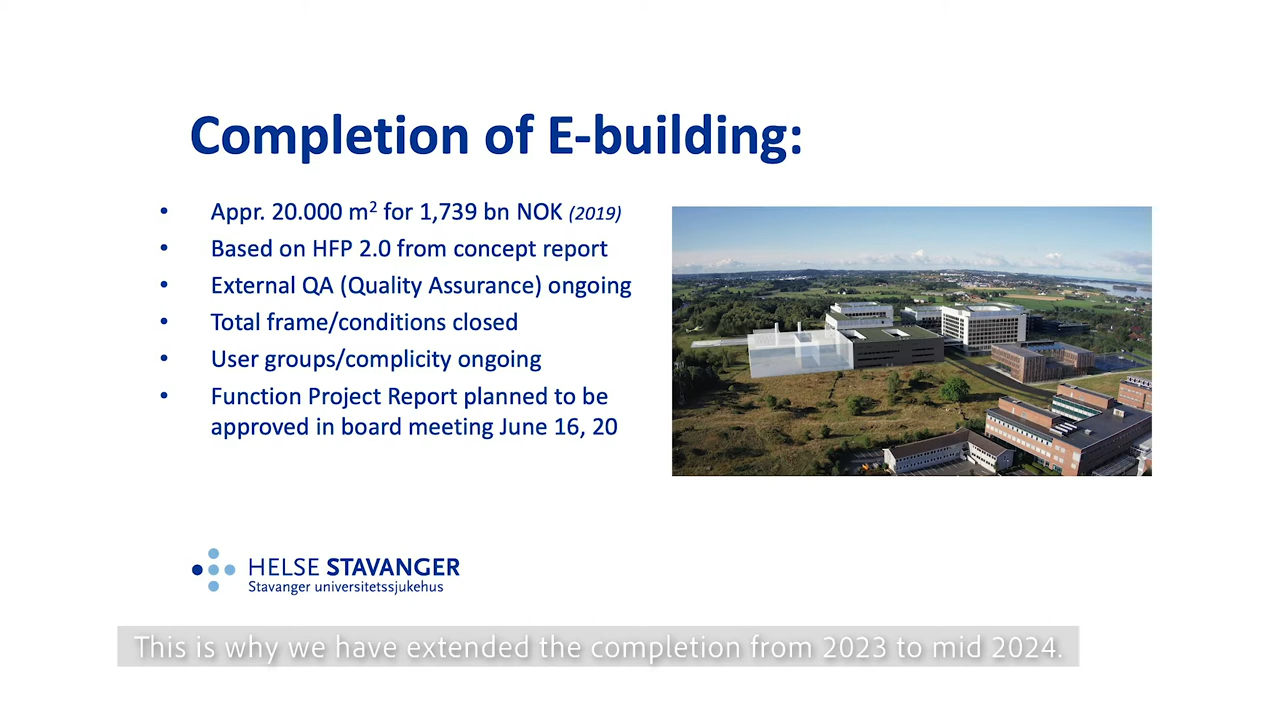 Completion of E-building:
• Appr. 20.000 m² for 1,739 bn NOK (2019)
• Based on HFP 2.0 from concept report
• External QA (Quality Assurance) ongoing
• Total frame/conditions closed
• User groups/complicity ongoing
• Function Project Report planned to be
approved in board meeting June 16, 20
HELSE STAVANGER
Stavanger universitetssjukehus
This is why we have extended the completion from 2023 to mid 2024.